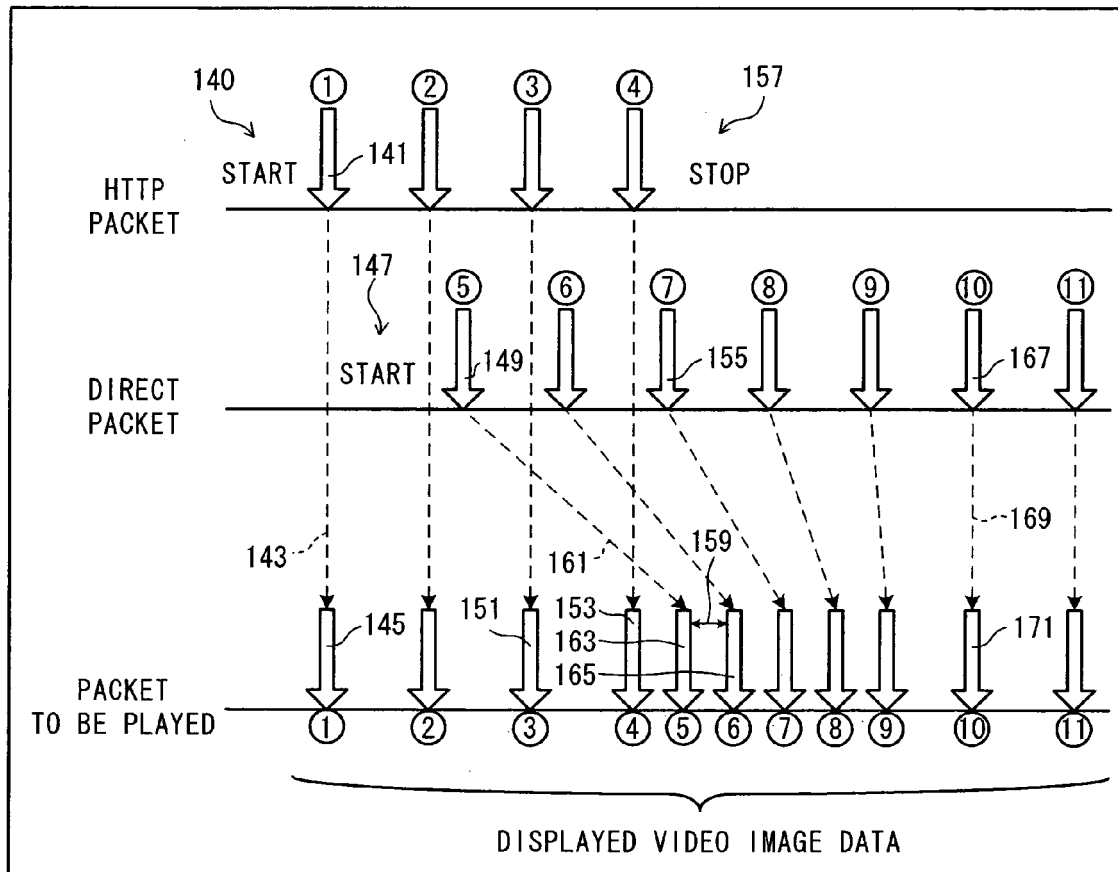 140 ① ② ③ ④ 157
START 141 STOP
HTTP
PACKET
147 ⑤ ⑥ ⑦ ⑧ ⑨ ⑩ ⑪
START 149 155 167
DIRECT
PACKET
143 161 159 169
145 151 153 163 165 171
PACKET
TO BE PLAYED
① ② ③ ④ ⑤ ⑥ ⑦ ⑧ ⑨ ⑩ ⑪
DISPLAYED VIDEO IMAGE DATA